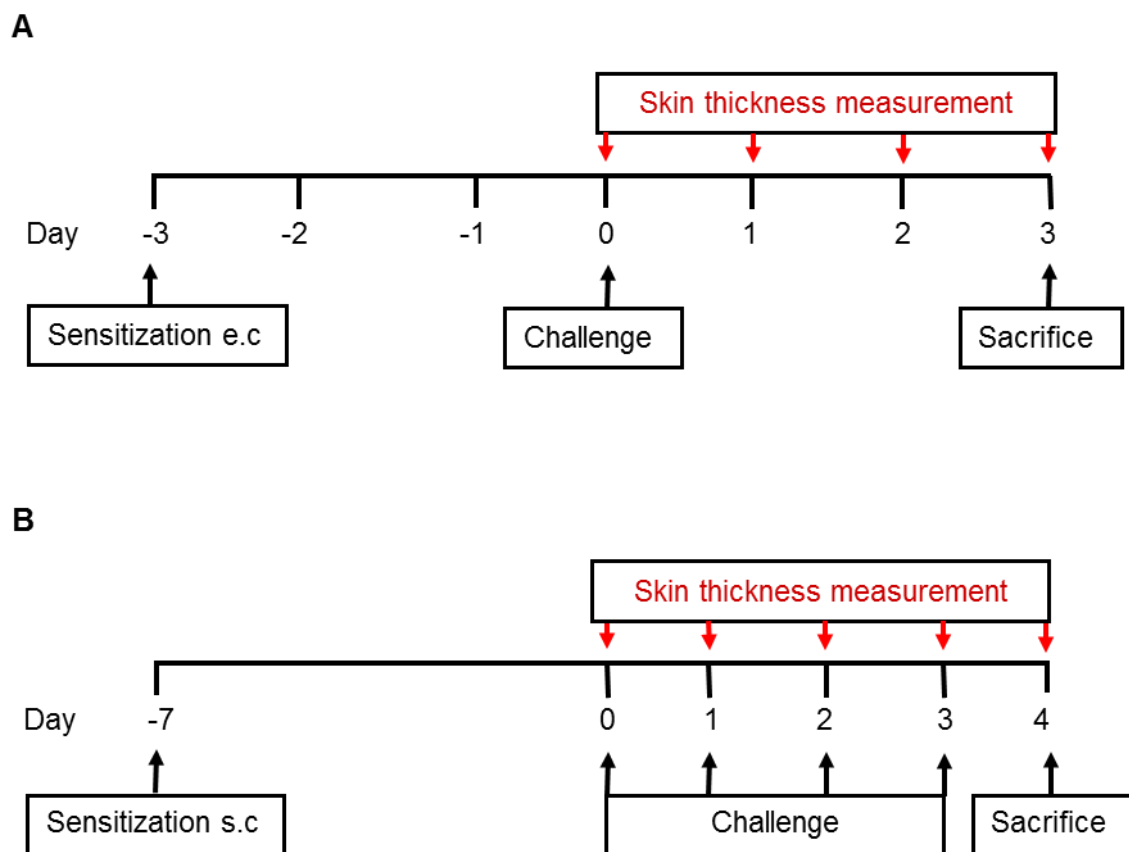 A
Skin thickness measurement
Day -3 -2 -1 0 1 2 3
Sensitization e.c Challenge Sacrifice
B
Skin thickness measurement
Day -7 0 1 2 3 4
Sensitization s.c Challenge Sacrifice